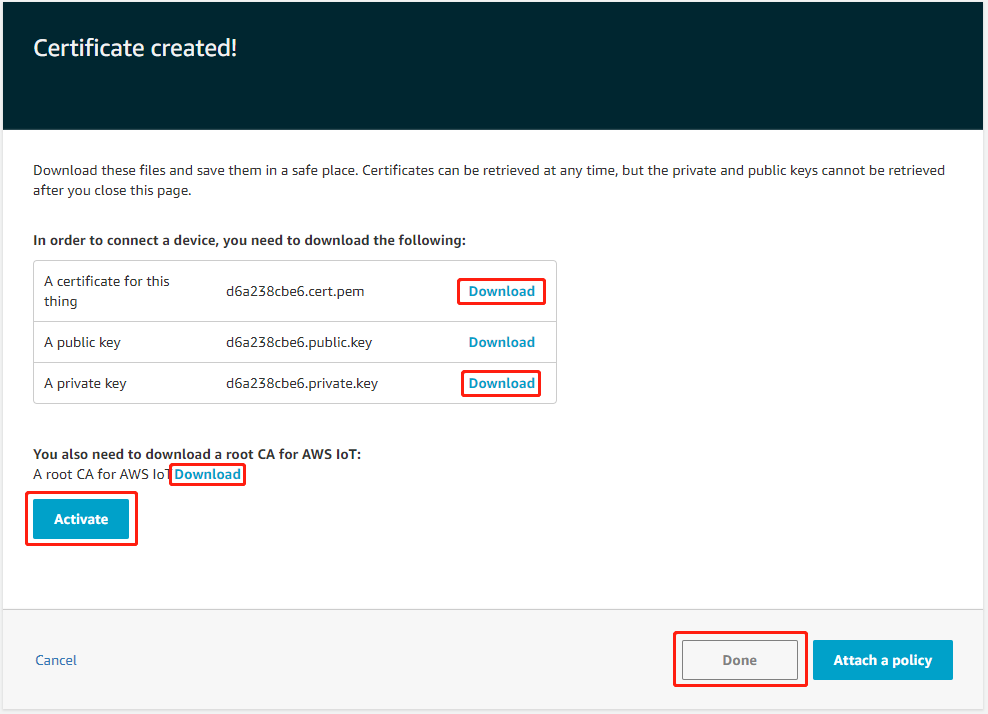 Certificate created!
Download these files and save them in a safe place. Certificates can be retrieved at any time, but the private and public keys cannot be retrieved
after you close this page.
In order to connect a device, you need to download the following:
A certificate for this
thing
d6a238cbe6.cert.pem
Download
A public key
d6a238cbe6.public.key
Download
A private key
d6a238cbe6.private.key
Download
You also need to download a root CA for AWS IoT:
A root CA for AWS IoT Download
Activate
Cancel
Done
Attach a policy